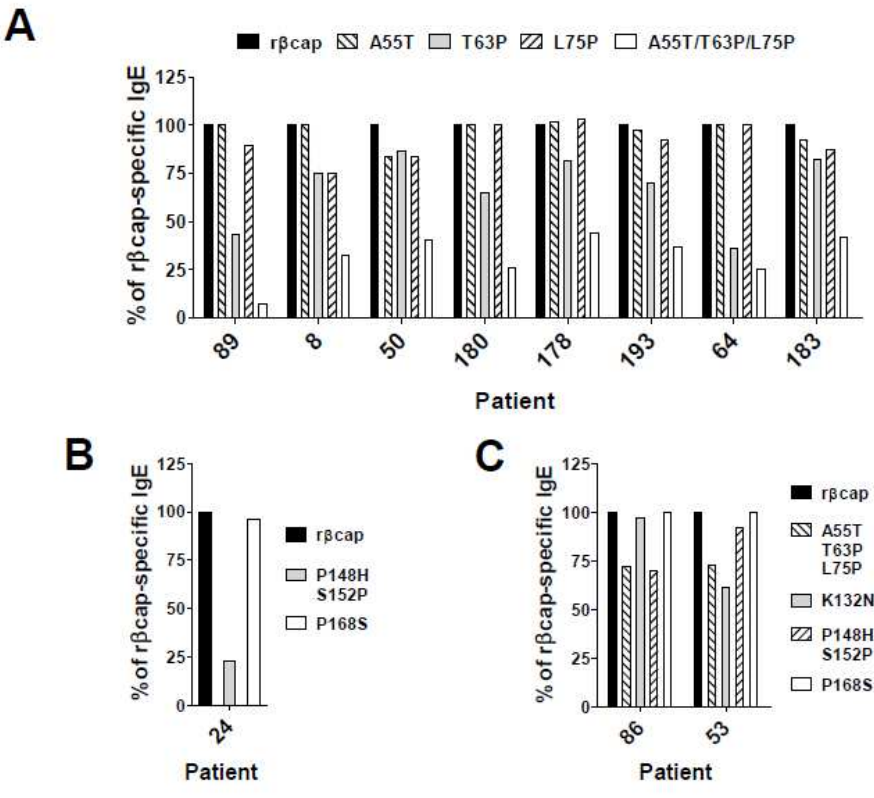 A
rβcap A55T T63P L75P A55T/T63P/L75P
% of rβcap-specific IgE
125
100
75
50
25
0
89 8 50 180 178 193 64 183
Patient
B
% of rβcap-specific IgE
125
100
75
50
25
0
24
Patient
rβcap
P148H
S152P
P168S
C
% of rβcap-specific IgE
125
100
75
50
25
0
86 53
Patient
rβcap
A55T
T63P
L75P
K132N
P148H
S152P
P168S